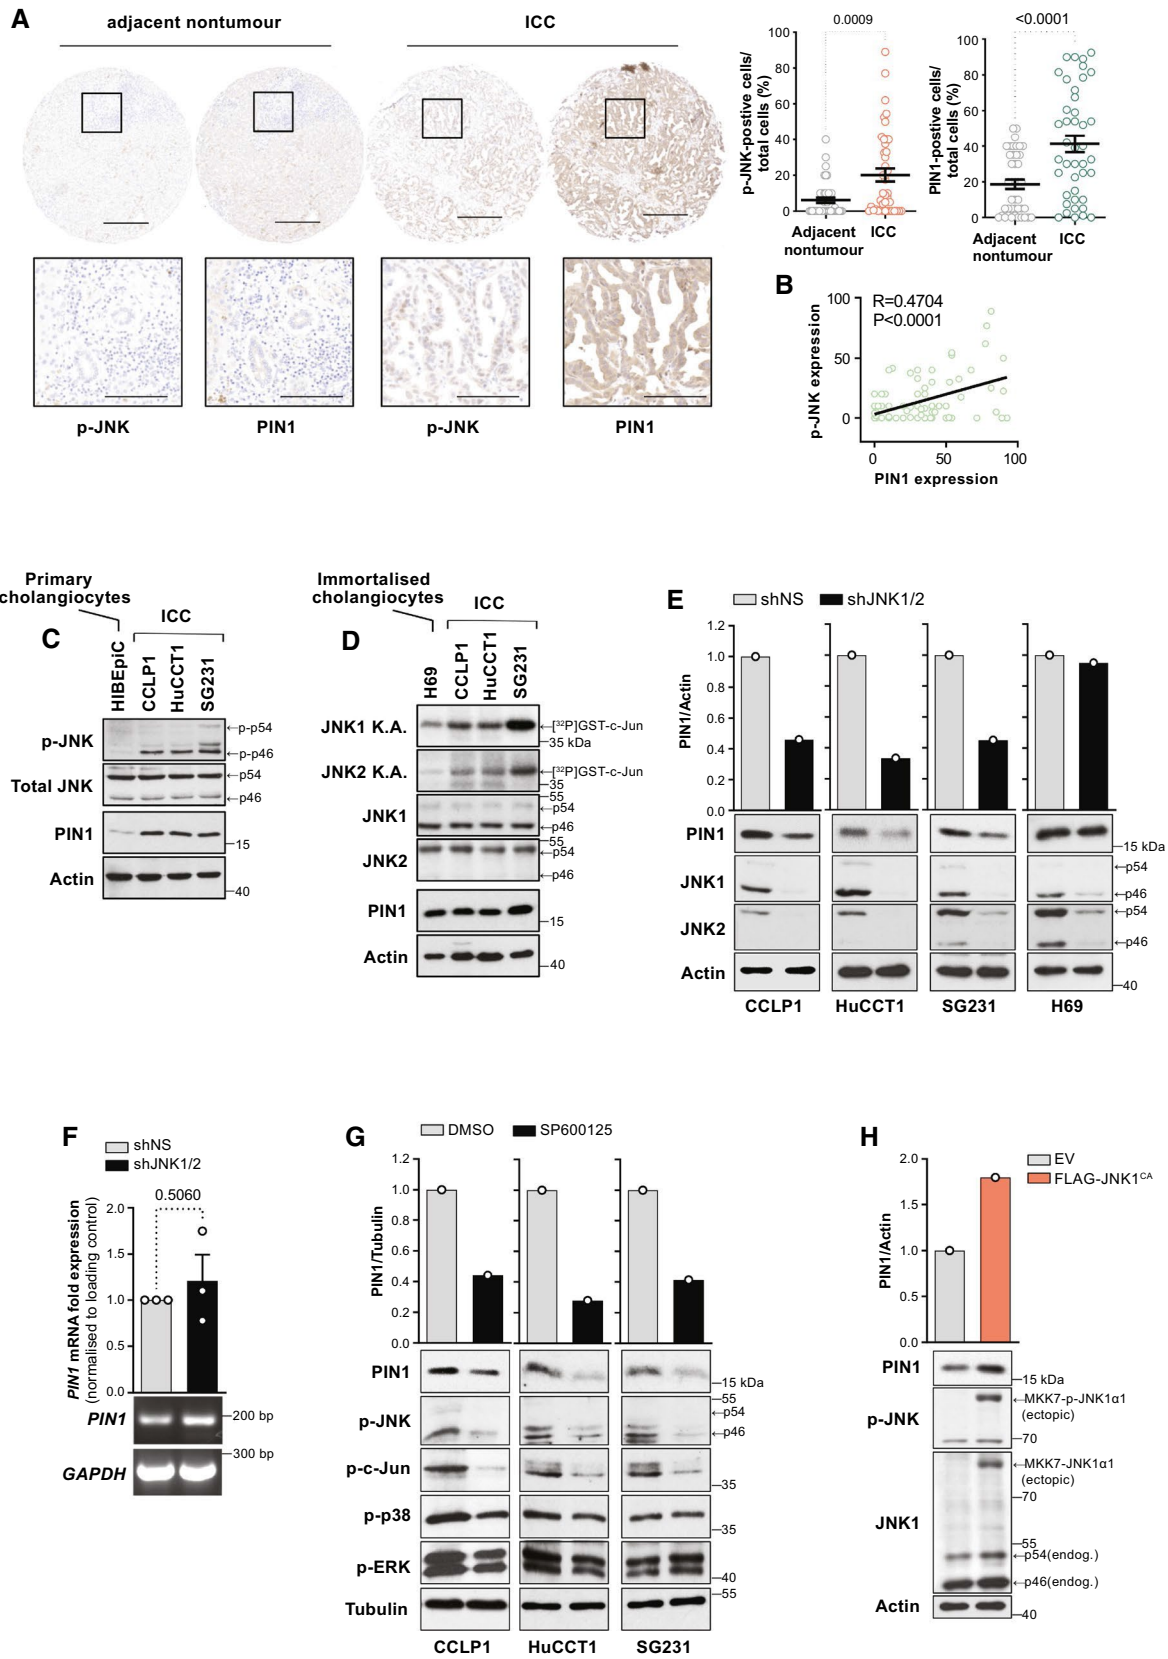 A
adjacent nontumour
ICC
p-JNK
PIN1
p-JNK
PIN1
0.0009
p-JNK-postive cells/
total cells (%)
100
80
60
40
20
0
Adjacent
nontumour
ICC
<0.0001
PIN1-postive cells/
total cells (%)
100
80
60
40
20
0
Adjacent
nontumour
ICC
B
R=0.4704
P<0.0001
p-JNK expression
100
50
0
0
50
100
PIN1 expression
Primary
cholangiocytes
ICC
C
HIBEpiC
CCLP1
HuCCT1
SG231
p-JNK
←p-p54
←p-p46
Total JNK
←p54
←p46
PIN1
15
Actin
40
Immortalised
cholangiocytes
ICC
D
H69
CCLP1
HuCCT1
SG231
JNK1 K.A.
←[³²P]GST-c-Jun
35 kDa
JNK2 K.A.
←[³²P]GST-c-Jun
35
JNK1
55
←p54
←p46
JNK2
55
←p54
←p46
PIN1
15
Actin
40
E
shNS
shJNK1/2
PIN1/Actin
1.2
1.0
0.8
0.6
0.4
0.2
0.0
PIN1
15 kDa
JNK1
←p54
←p46
JNK2
←p54
←p46
Actin
40
CCLP1
HuCCT1
SG231
H69
F
shNS
shJNK1/2
0.5060
PIN1 mRNA fold expression
(normalised to loading control)
2.0
1.5
1.0
0.5
0.0
PIN1
200 bp
300 bp
GAPDH
G
DMSO
SP600125
PIN1/Tubulin
1.2
1.0
0.8
0.6
0.4
0.2
0.0
PIN1
15 kDa
p-JNK
55
←p54
←p46
p-c-Jun
35
p-p38
35
p-ERK
40
Tubulin
55
CCLP1
HuCCT1
SG231
H
EV
FLAG-JNK1ᶜᴬ
PIN1/Actin
2.0
1.5
1.0
0.5
0.0
PIN1
15 kDa
p-JNK
←MKK7-p-JNK1α1
(ectopic)
70
JNK1
←MKK7-JNK1α1
(ectopic)
70
55
←p54(endog.)
←p46(endog.)
Actin
40